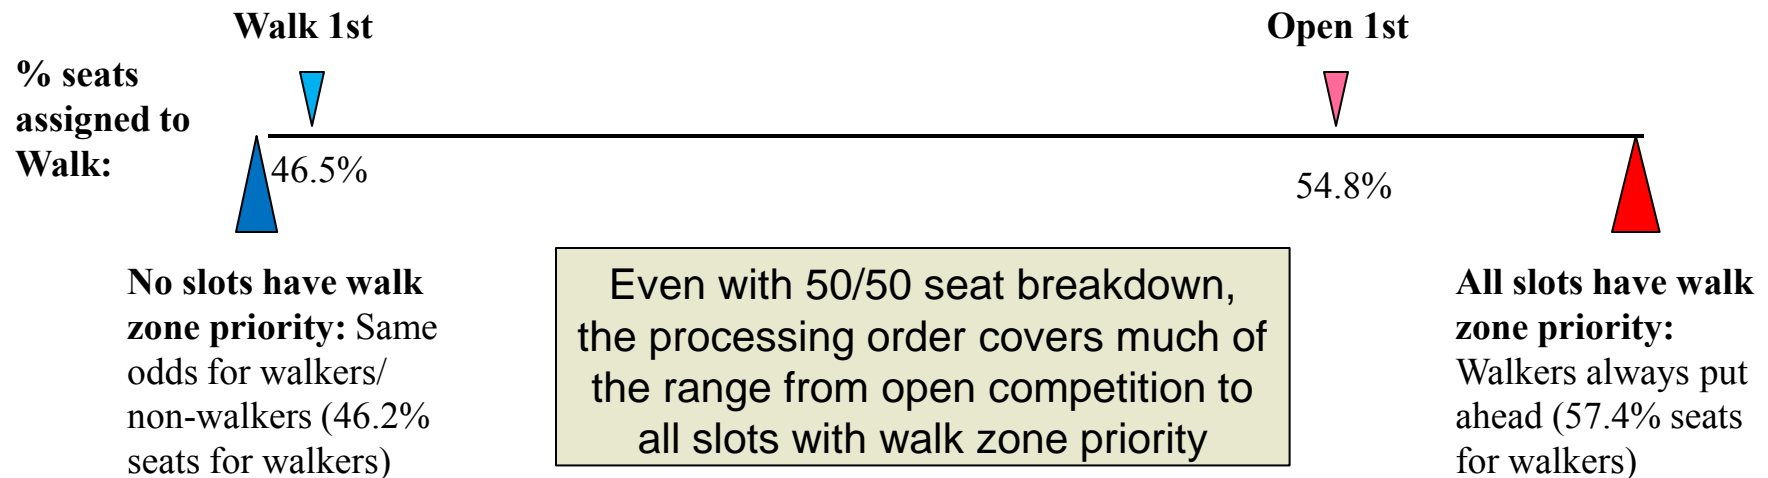 Walk 1st
Open 1st
% seats
assigned to
Walk:
46.5%
54.8%
No slots have walk
zone priority: Same
odds for walkers/
non-walkers (46.2%
seats for walkers)
Even with 50/50 seat breakdown,
the processing order covers much of
the range from open competition to
all slots with walk zone priority
All slots have walk
zone priority:
Walkers always put
ahead (57.4% seats
for walkers)